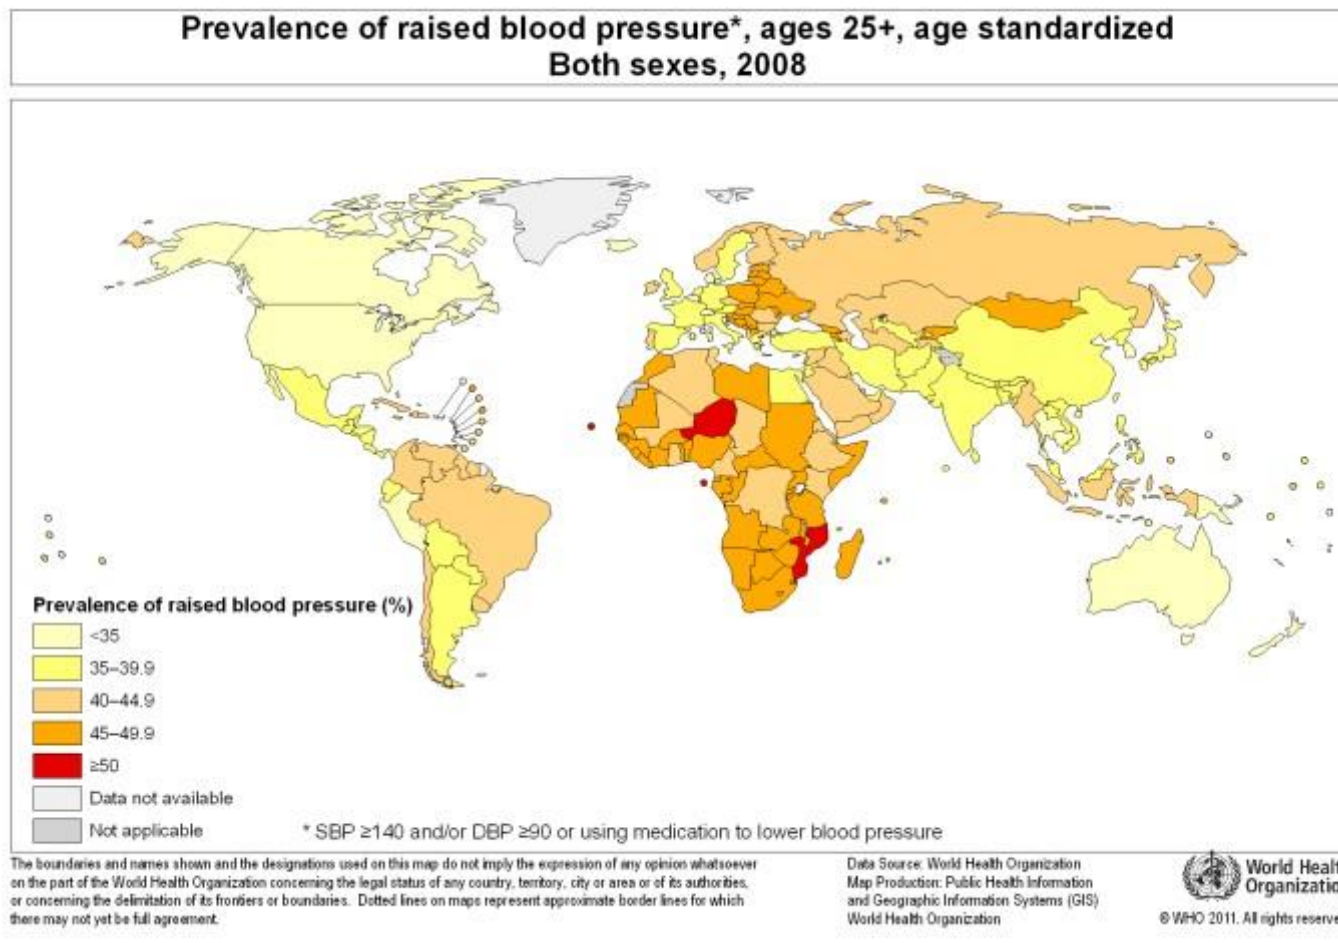 Prevalence of raised blood pressure*, ages 25+, age standardized
Both sexes, 2008
Prevalence of raised blood pressure (%)
<35
35–39.9
40–44.9
45–49.9
≥50
Data not available
Not applicable
* SBP ≥140 and/or DBP ≥90 or using medication to lower blood pressure
The boundaries and names shown and the designations used on this map do not imply the expression of any opinion whatsoever
on the part of the World Health Organization concerning the legal status of any country, territory, city or area or of its authorities,
or concerning the delimitation of its frontiers or boundaries. Dotted lines on maps represent approximate border lines for which
there may not yet be full agreement.
Data Source: World Health Organization
Map Production: Public Health Information
and Geographic Information Systems (GIS)
World Health Organization
World Healt
Organizatio
© WHO 2011. All rights reserve